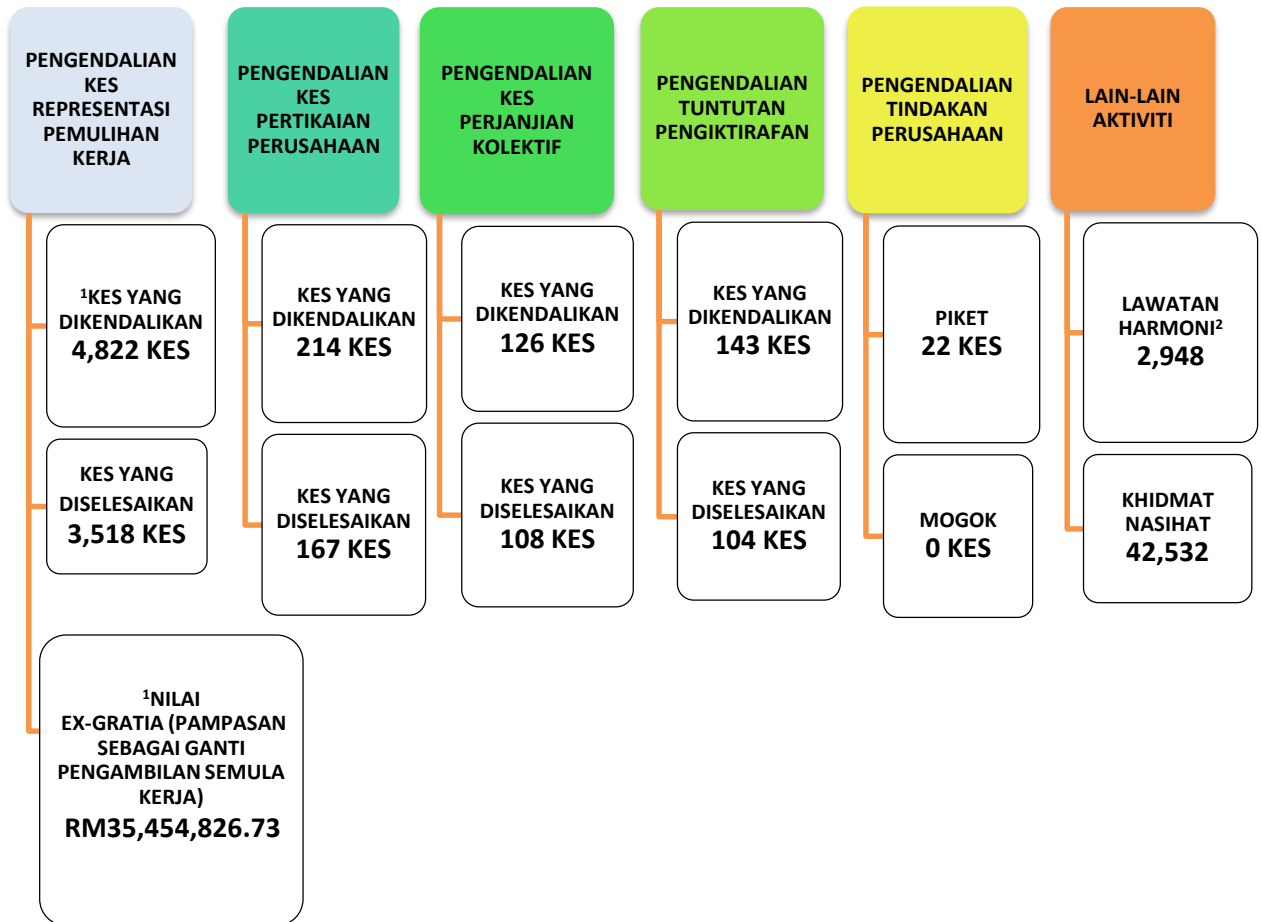 PENGENDALIAN
KES
REPRESENTASI
PEMULIHAN
KERJA
¹KES YANG
DIKENDALIKAN
4,822 KES
KES YANG
DISELESAIKAN
3,518 KES
¹NILAI
EX-GRATIA (PAMPASAN
SEBAGAI GANTI
PENGAMBILAN SEMULA
KERJA)
RM35,454,826.73
PENGENDALIAN
KES
PERTIKAIAN
PERUSAHAAN
KES YANG
DIKENDALIKAN
214 KES
KES YANG
DISELESAIKAN
167 KES
PENGENDALIAN
KES
PERJANJIAN
KOLEKTIF
KES YANG
DIKENDALIKAN
126 KES
KES YANG
DISELESAIKAN
108 KES
PENGENDALIAN
TUNTUTAN
PENGIKTIRAFAN
KES YANG
DIKENDALIKAN
143 KES
KES YANG
DISELESAIKAN
104 KES
PENGENDALIAN
TINDAKAN
PERUSAHAAN
PIKET
22 KES
MOGOK
0 KES
LAIN-LAIN
AKTIVITI
LAWATAN
HARMONI²
2,948
KHIDMAT
NASIHAT
42,532